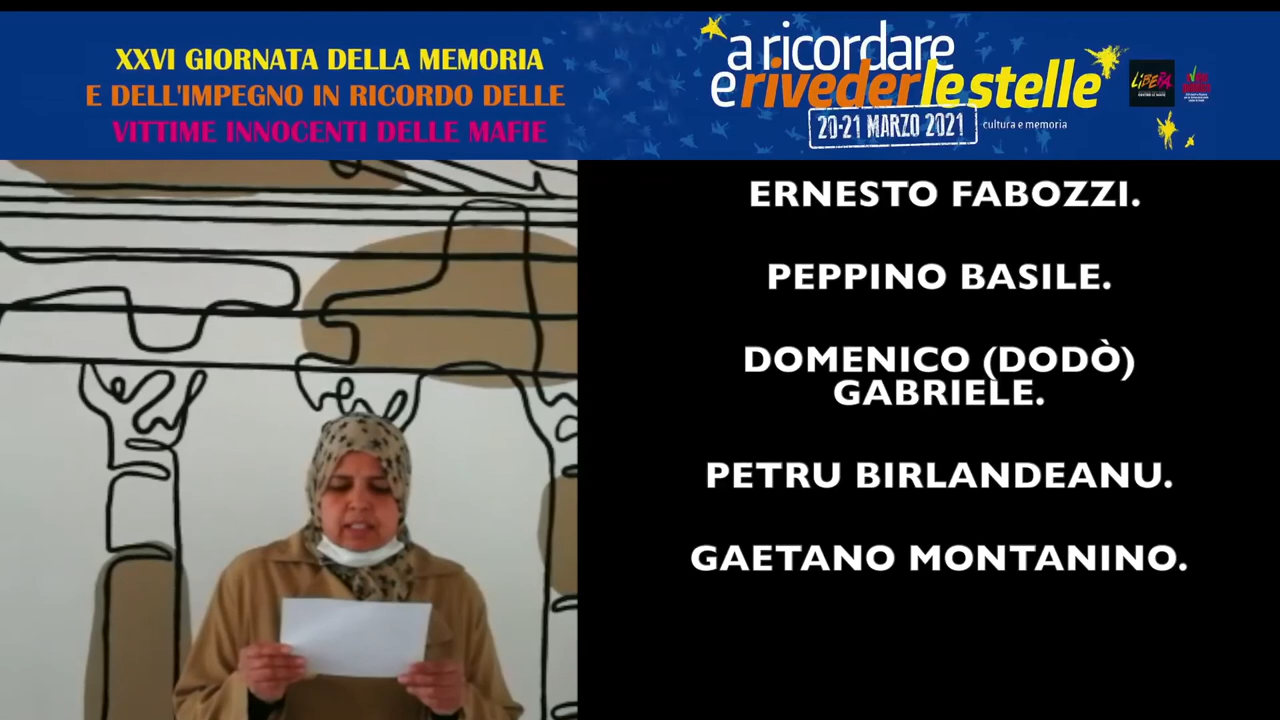 XXVI GIORNATA DELLA MEMORIA
E DELL'IMPEGNO IN RICORDO DELLE
VITTIME INNOCENTI DELLE MAFIE
a ricordare
e riveder le stelle
20-21 MARZO 2021
cultura e memoria
LIBERA
ERNESTO FABOZZI.
PEPPINO BASILE.
DOMENICO (DODÒ)
GABRIELE.
PETRU BIRLANDEANU.
GAETANO MONTANINO.